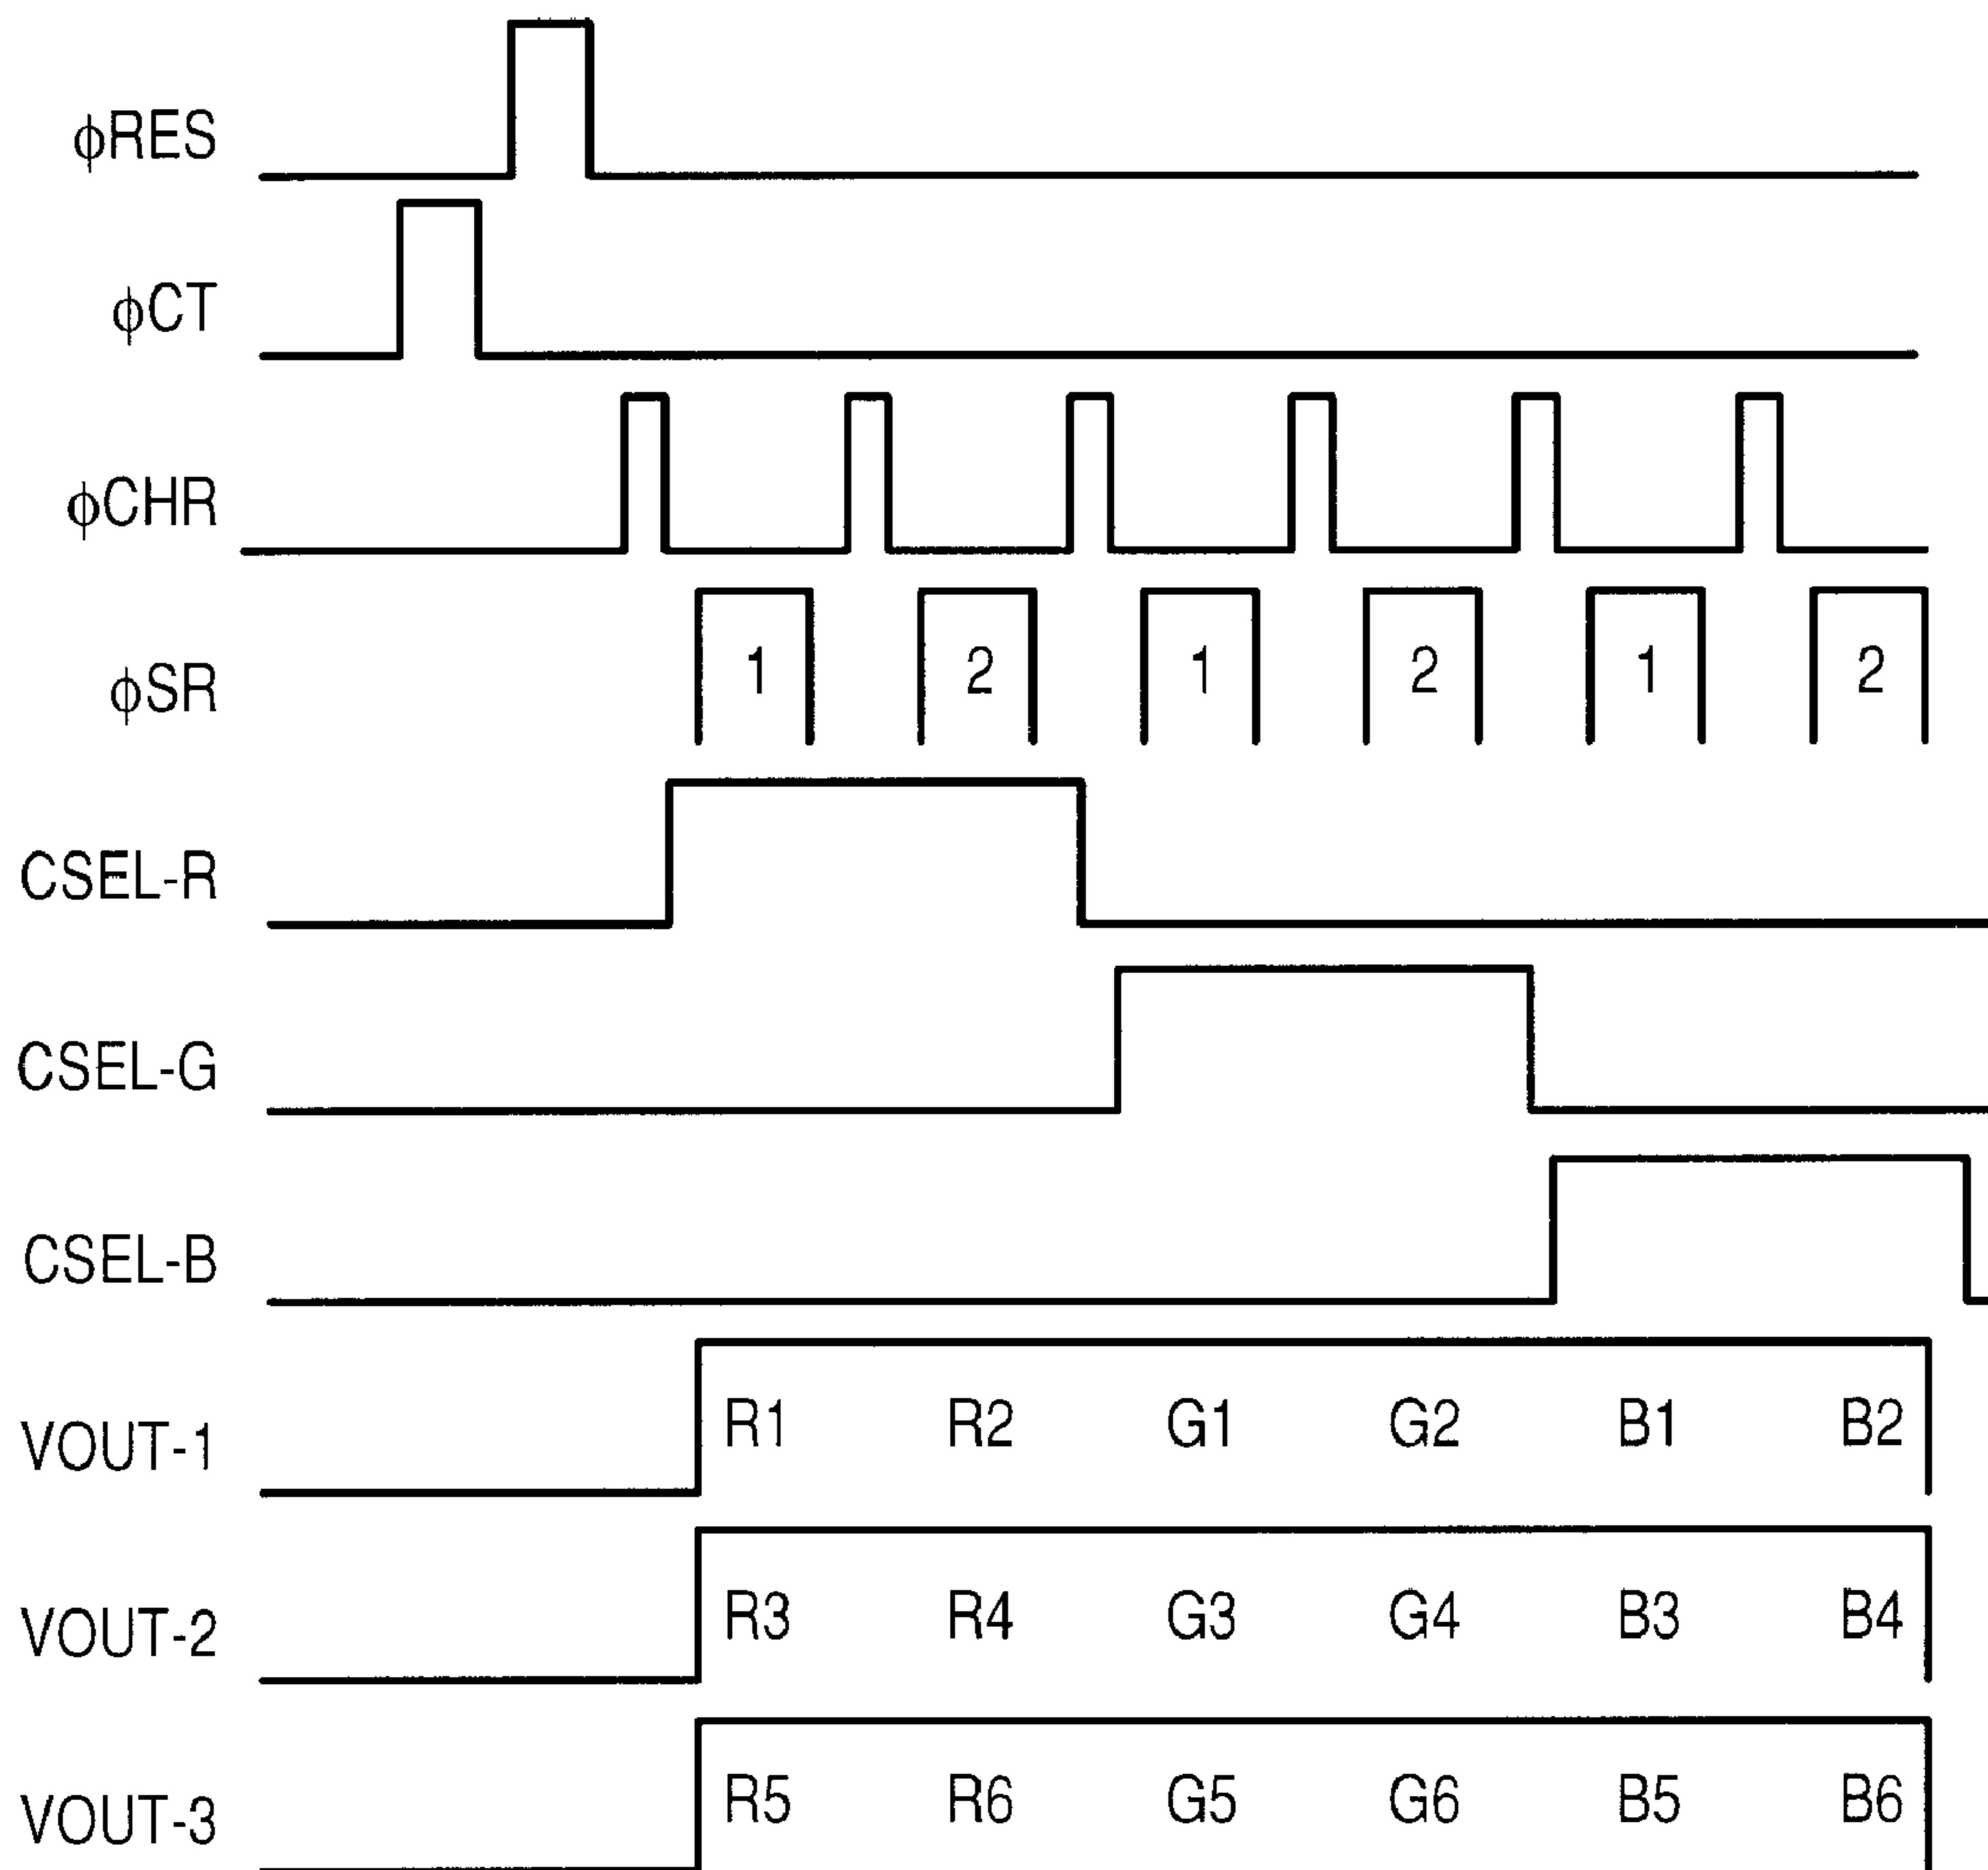 ϕRES
ϕCT
ϕCHR
ϕSR 1 2 1 2 1 2
CSEL-R
CSEL-G
CSEL-B
VOUT-1 R1 R2 G1 G2 B1 B2
VOUT-2 R3 R4 G3 G4 B3 B4
VOUT-3 R5 R6 G5 G6 B5 B6